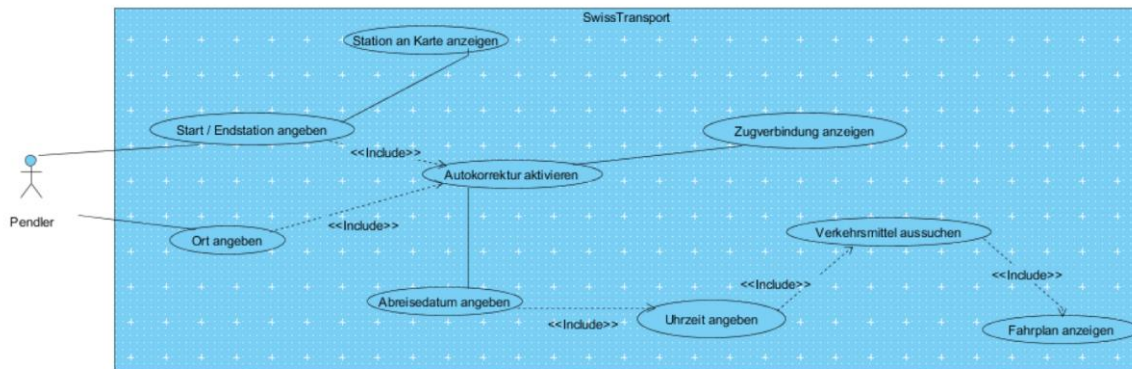 SwissTransport
Station an Karte anzeigen
Start / Endstation angeben
Zugverbindung anzeigen
<<Include>>
Autokorrektur aktivieren
Pendler
<<Include>>
Ort angeben
Verkehrsmittel aussuchen
<<Include>>
<<Include>>
Abreisedatum angeben
<<Include>>
Uhrzeit angeben
Fahrplan anzeigen